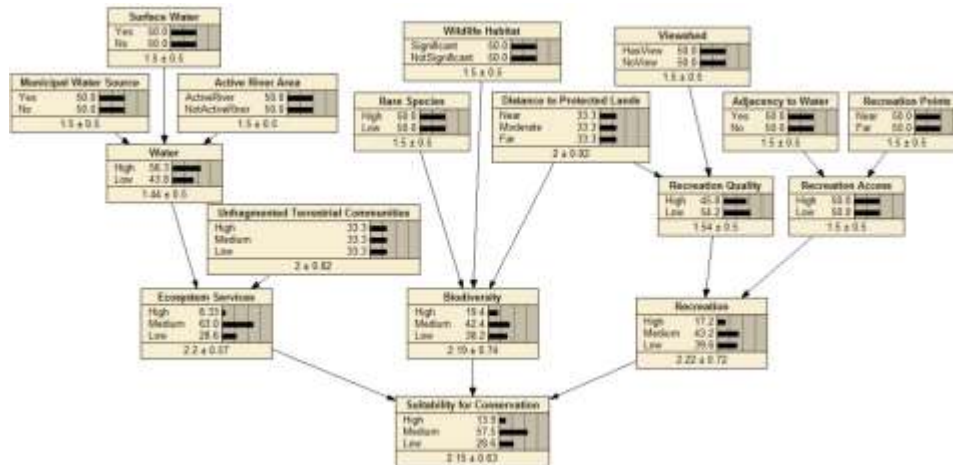 Surface Water
Yes 50.0
No 50.0
1.5 ± 0.5
Wildlife Habitat
Significant 50.0
NotSignificant 50.0
1.5 ± 0.5
Viewshed
HasView 50.0
NoView 50.0
1.5 ± 0.5
Municipal Water Source
Yes 50.0
No 50.0
1.5 ± 0.5
Active River Area
ActiveRiver 50.0
NotActiveRiver 50.0
1.5 ± 0.5
Rare Species
High 50.0
Low 50.0
1.5 ± 0.5
Distance to Protected Lands
Near 33.3
Moderate 33.3
Far 33.3
2 ± 0.82
Adjacency to Water
Yes 50.0
No 50.0
1.5 ± 0.5
Recreation Points
Near 50.0
Far 50.0
1.5 ± 0.5
Water
High 56.3
Low 43.8
1.44 ± 0.5
Recreation Quality
High 45.8
Low 54.2
1.54 ± 0.5
Recreation Access
High 50.0
Low 50.0
1.5 ± 0.5
Unfragmented Terrestrial Communities
High 33.3
Medium 33.3
Low 33.3
2 ± 0.82
Ecosystem Services
High 8.33
Medium 63.0
Low 28.6
2.2 ± 0.57
Biodiversity
High 19.4
Medium 42.4
Low 38.2
2.19 ± 0.74
Recreation
High 17.2
Medium 43.2
Low 39.6
2.22 ± 0.72
Suitability for Conservation
High 13.9
Medium 57.5
Low 28.6
2.15 ± 0.63